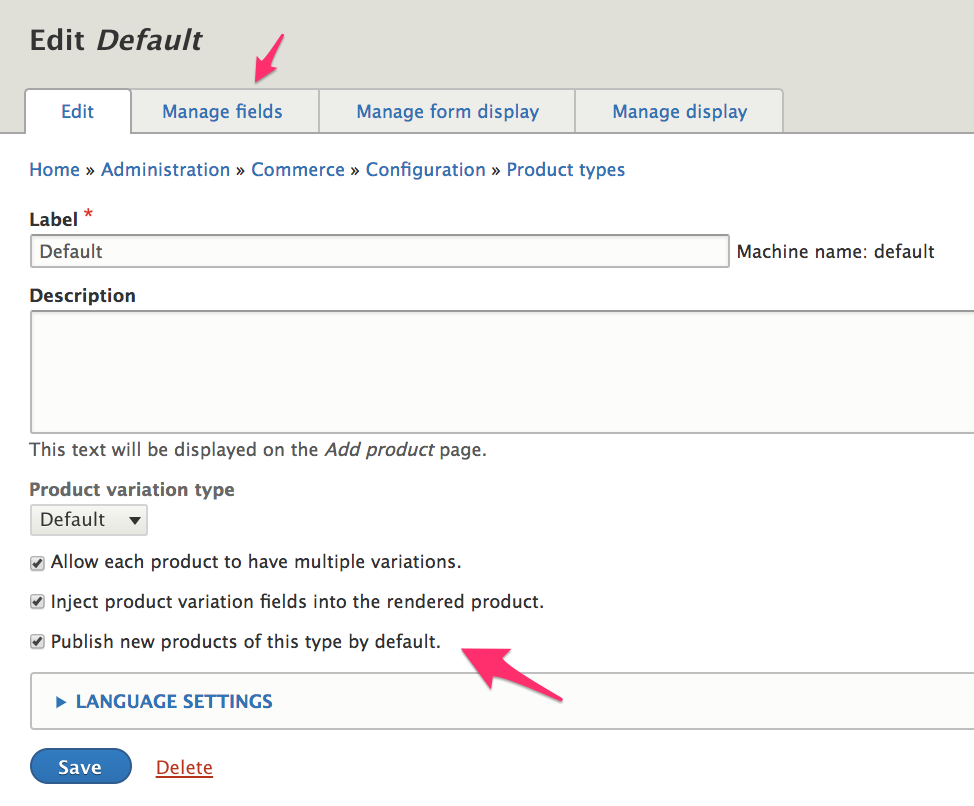 Edit Default
Edit Manage fields Manage form display Manage display
Home » Administration » Commerce » Configuration » Product types
Label *
Default Machine name: default
Description
This text will be displayed on the Add product page.
Product variation type
Default
Allow each product to have multiple variations.
Inject product variation fields into the rendered product.
Publish new products of this type by default.
LANGUAGE SETTINGS
Save Delete